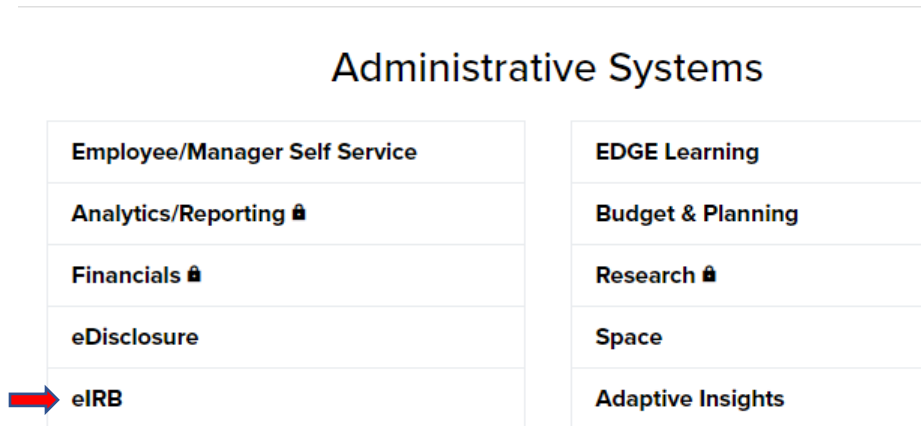 Administrative Systems
Employee/Manager Self Service
Analytics/Reporting
Financials
eDisclosure
eIRB
EDGE Learning
Budget & Planning
Research
Space
Adaptive Insights